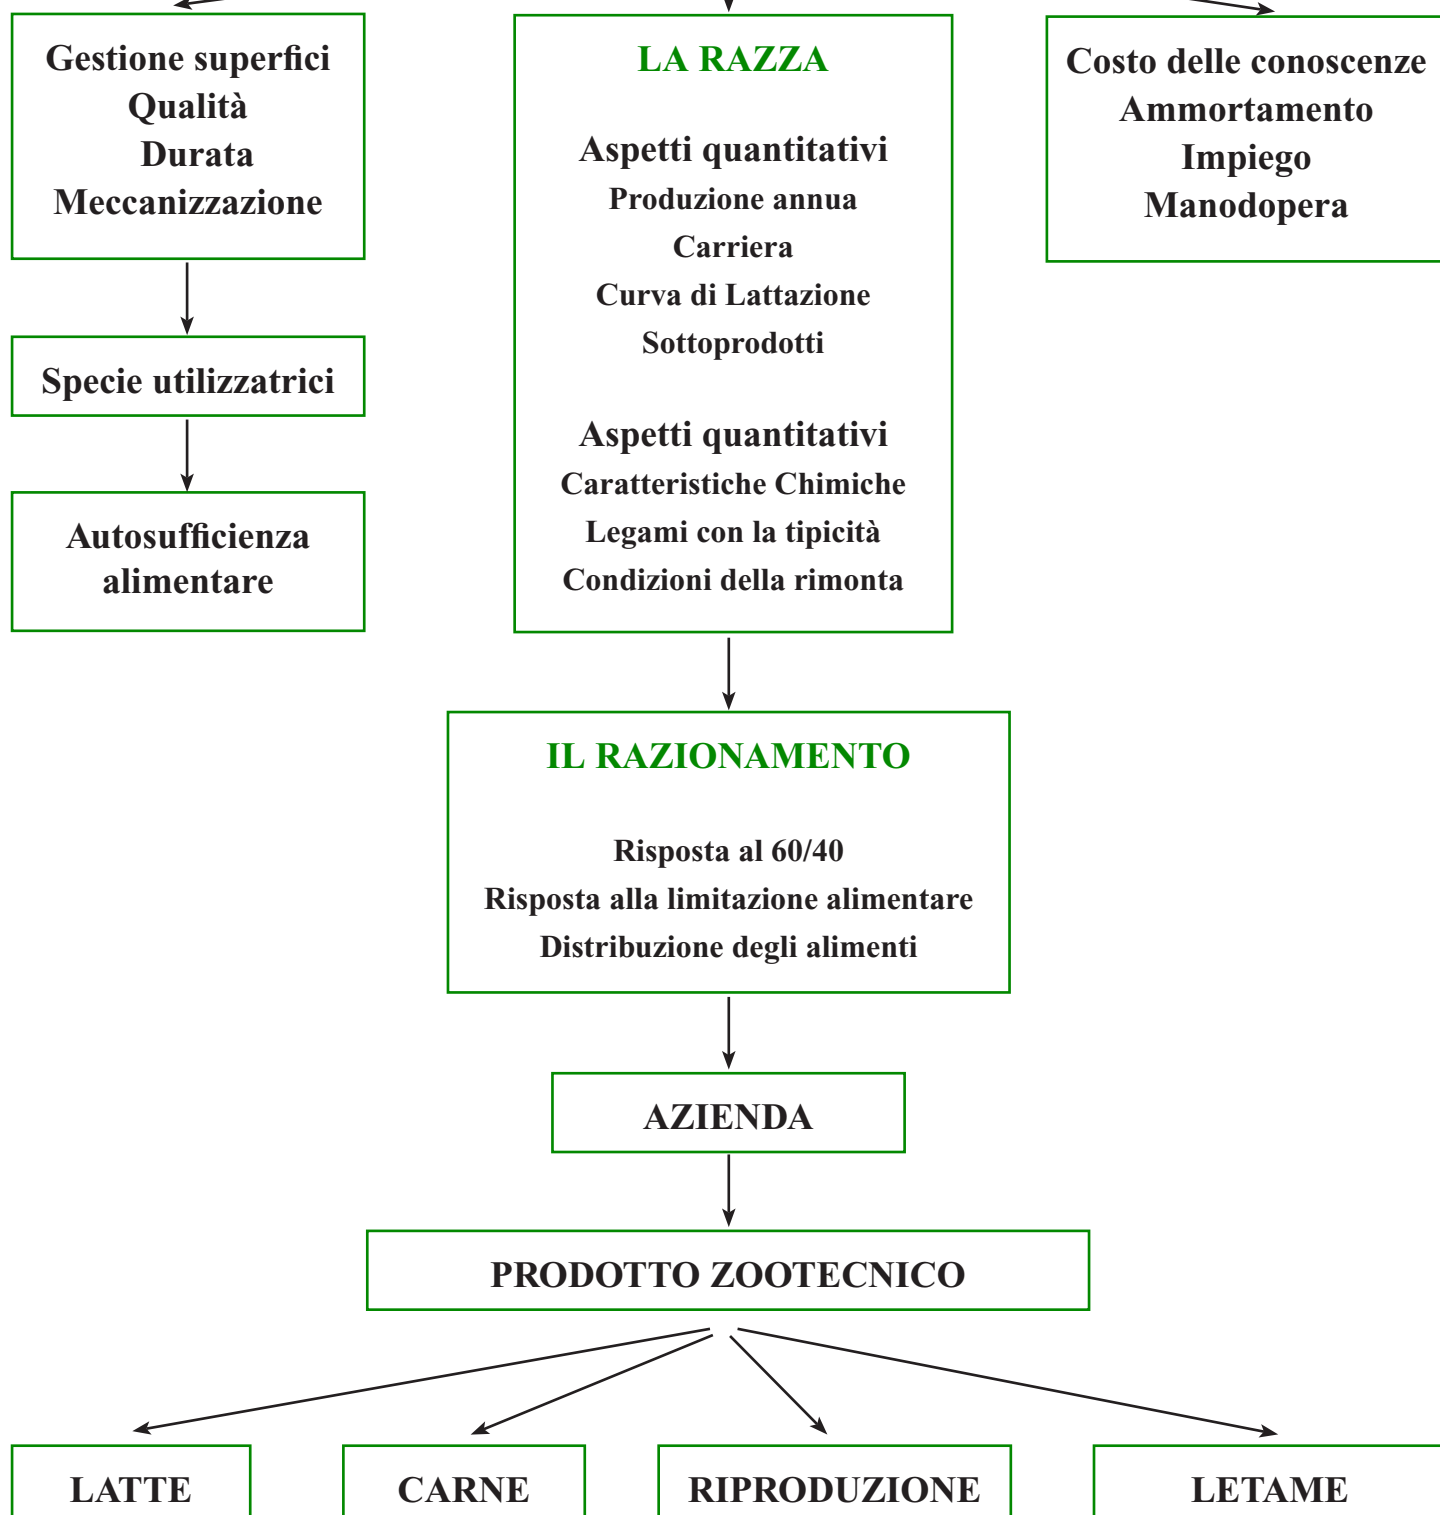 Gestione superfici
Qualità
Durata
Meccanizzazione
Specie utilizzatrici
Autosufficienza
alimentare
LA RAZZA
Aspetti quantitativi
Produzione annua
Carriera
Curva di Lattazione
Sottoprodotti
Aspetti quantitativi
Caratteristiche Chimiche
Legami con la tipicità
Condizioni della rimonta
Costo delle conoscenze
Ammortamento
Impiego
Manodopera
IL RAZIONAMENTO
Risposta al 60/40
Risposta alla limitazione alimentare
Distribuzione degli alimenti
AZIENDA
PRODOTTO ZOOTECNICO
LATTE
CARNE
RIPRODUZIONE
LETAME